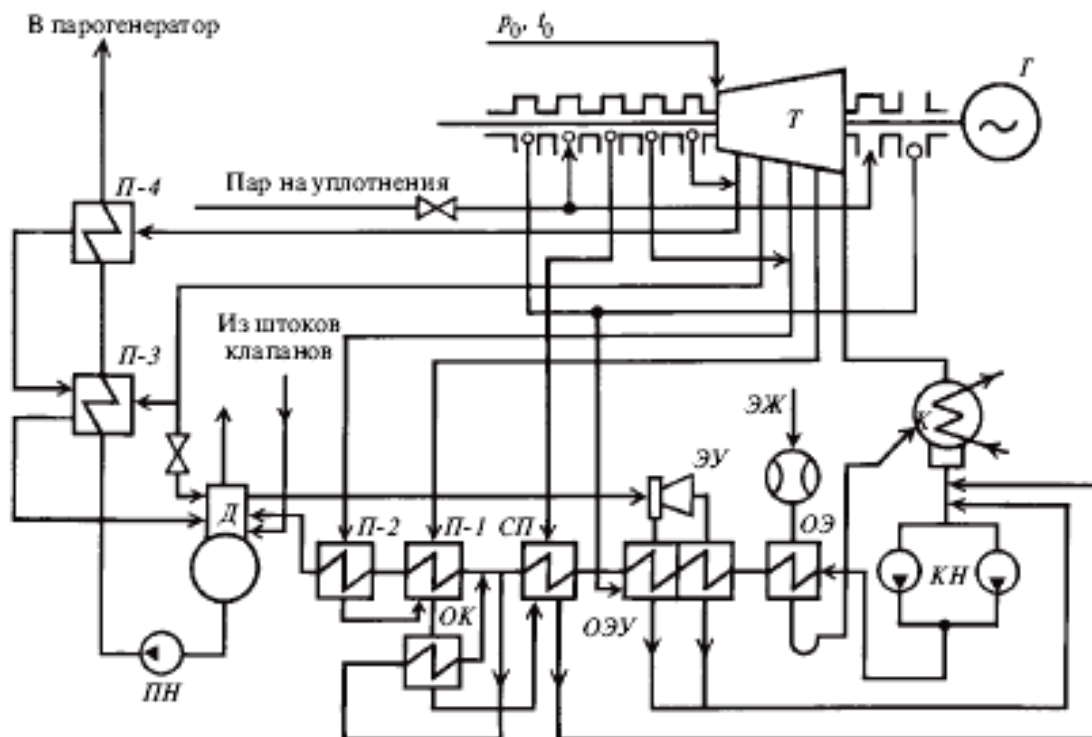 В парогенератор
p0, t0
Г
Т
П-4
Пар на уплотнения
Из штоков
клапанов
П-3
ЭЖ
К
ЭУ
Д
П-2
П-1
СП
ОЭ
КН
ОК
ОЭУ
ПН